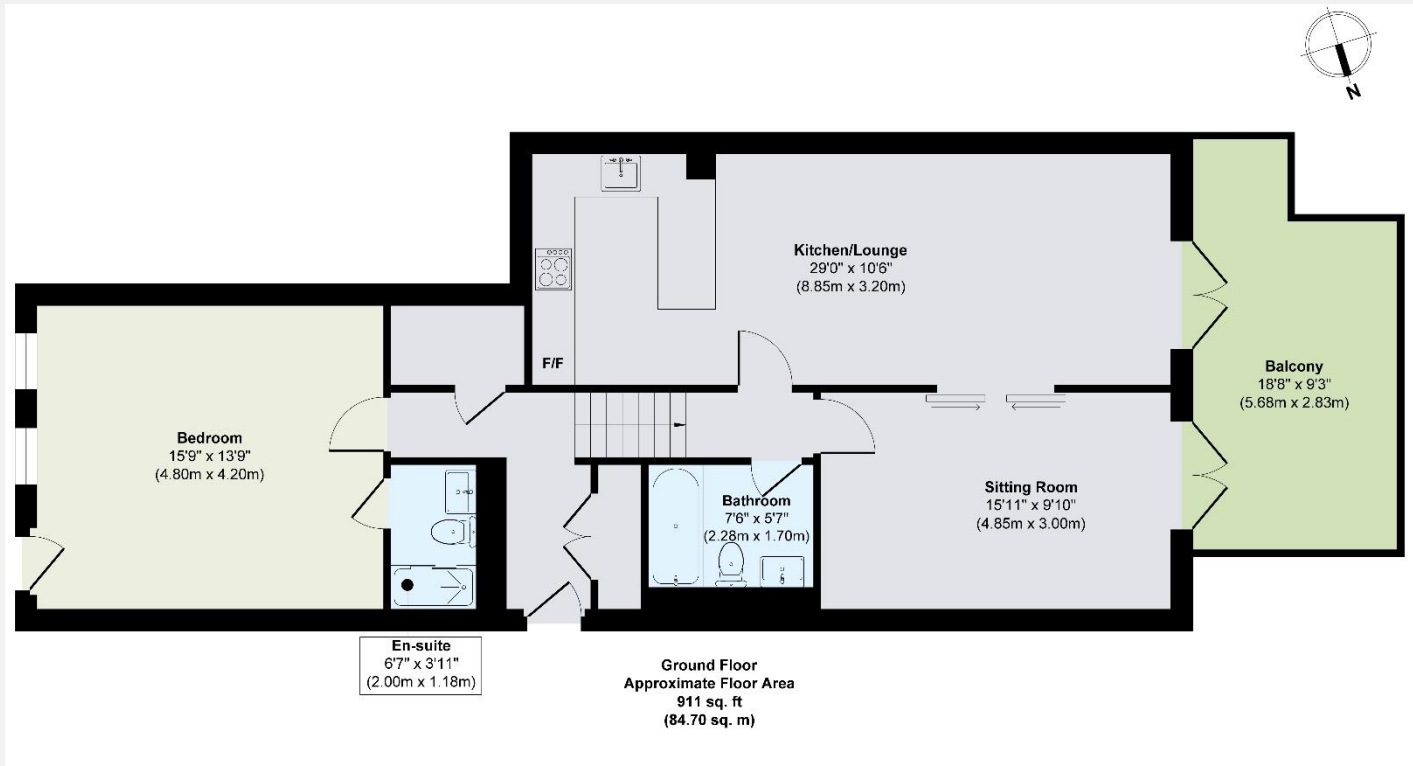 N
Kitchen/Lounge
29'0" x 10'6"
(8.85m x 3.20m)
F/F
Balcony
18'8" x 9'3"
(5.68m x 2.83m)
Bedroom
15'9" x 13'9"
(4.80m x 4.20m)
Sitting Room
15'11" x 9'10"
(4.85m x 3.00m)
Bathroom
7'6" x 5'7"
(2.28m x 1.70m)
En-suite
6'7" x 3'11"
(2.00m x 1.18m)
Ground Floor
Approximate Floor Area
911 sq. ft
(84.70 sq. m)